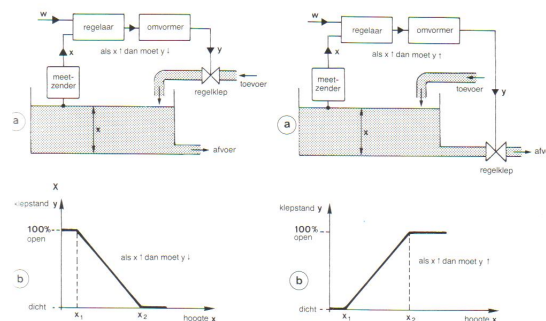 w
regelaar
omvormer
x
als x ↑ dan moet y ↓
y
meet-
zender
toevoer
regelklep
a
x
afvoer
w
regelaar
omvormer
x
als x ↑ dan moet y ↑
meet-
zender
toevoer
y
a
x
afv
regelklep
X
klepstand y
100%
open
als x ↑ dan moet y ↓
b
dicht
x1
x2
hoogte x
klepstand y
100%
open
als x ↑ dan moet y ↑
b
dicht
x1
x2
hoogte x